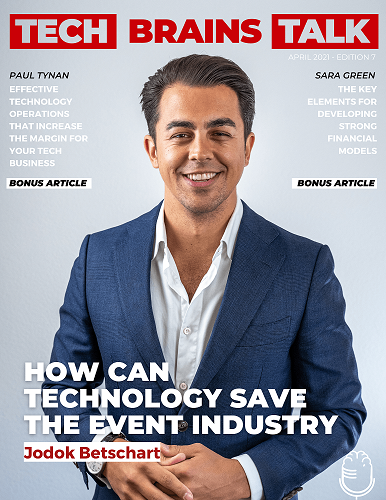 TECH BRAINS TALK
APRIL 2021 - EDITION 7
PAUL TYNAN
EFFECTIVE
TECHNOLOGY
OPERATIONS
THAT INCREASE
THE MARGIN FOR
YOUR TECH
BUSINESS
BONUS ARTICLE
SARA GREEN
THE KEY
ELEMENTS FOR
DEVELOPING
STRONG
FINANCIAL
MODELS
BONUS ARTICLE
HOW CAN
TECHNOLOGY SAVE
THE EVENT INDUSTRY
Jodok Betschart